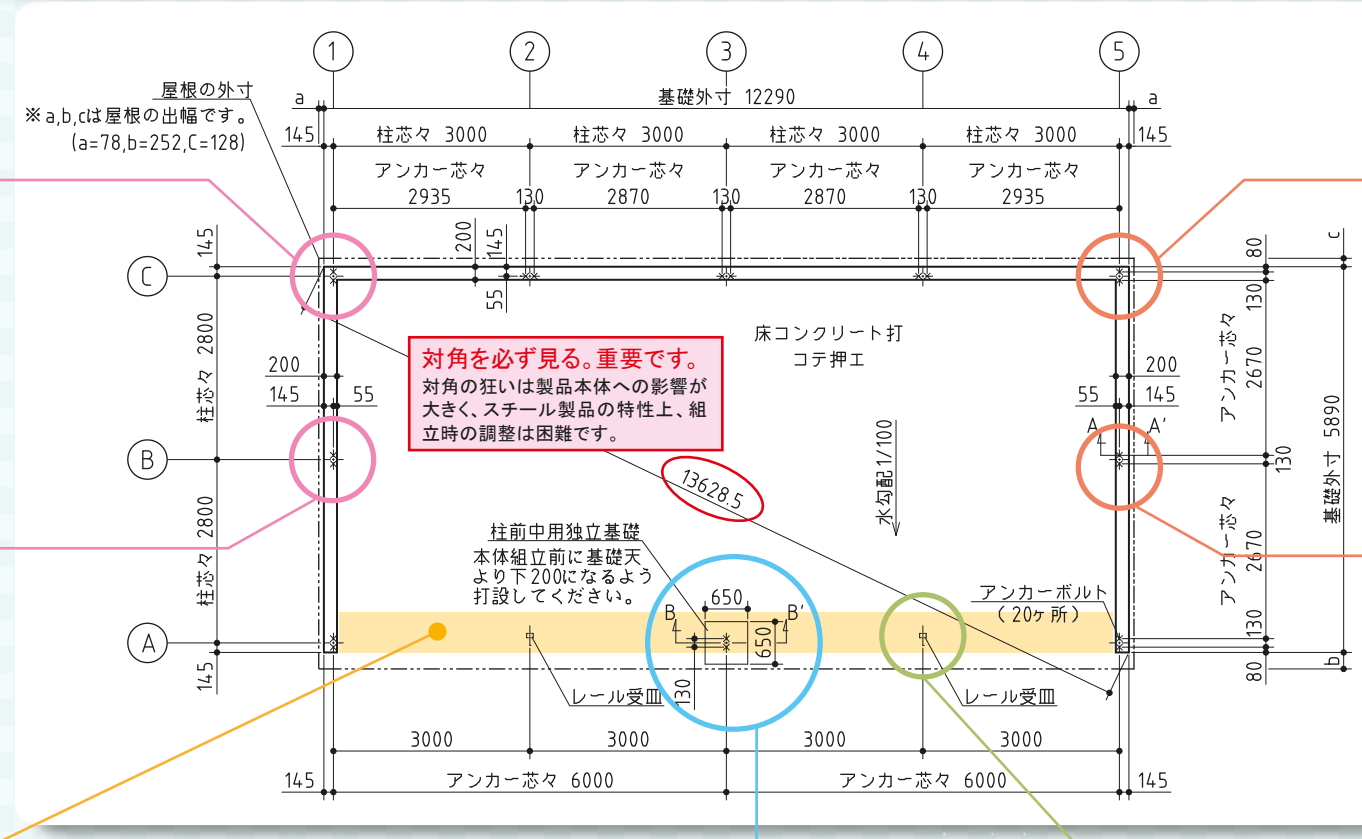 1 2 3 4 5
屋根の外寸
※a,b,cは屋根の出幅です。
(a=78,b=252,C=128)
a 基礎外寸 12290 a
145 柱芯々 3000 柱芯々 3000 柱芯々 3000 柱芯々 3000 145
アンカー芯々 アンカー芯々 アンカー芯々 アンカー芯々
2935 130 2870 130 2870 130 2935
145
200
145
55
80
c
C
130
柱芯々 2800
アンカー芯々
2670
床コンクリート打
コテ押エ
対角を必ず見る。重要です。
対角の狂いは製品本体への影響が
大きく、スチール製品の特性上、組
立時の調整は困難です。
200
145 55
200
55 145
A A'
B
130
基礎外寸 5890
13628.5
水勾配1/100
柱芯々 2800
アンカー芯々
2670
柱前中用独立基礎
本体組立前に基礎天
より下200になるよう
打設してください。
650
B B'
650
130
アンカーボルト
(20ヶ所)
130
A
145
80
b
レール受皿
レール受皿
3000 3000 3000 3000
145 アンカー芯々 6000 アンカー芯々 6000 145